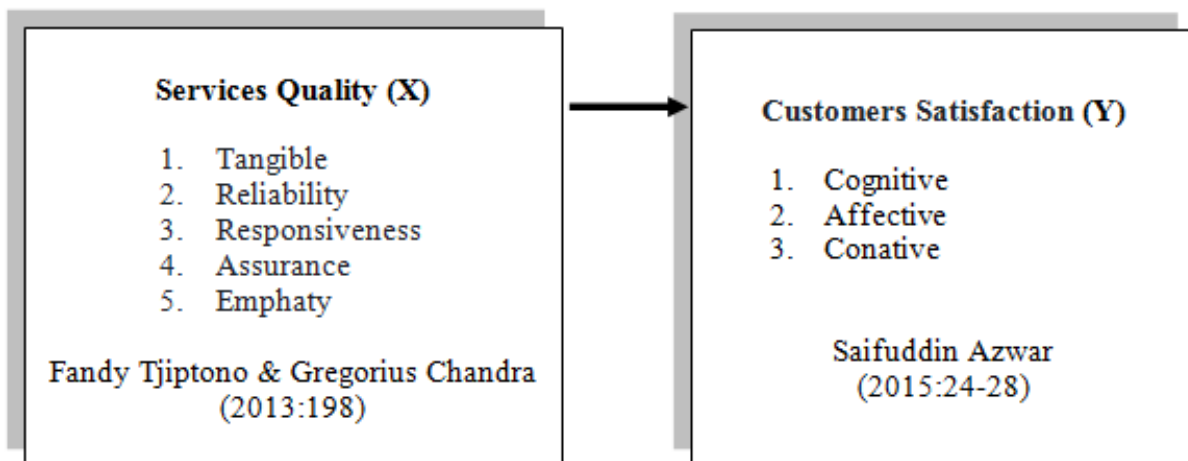 Services Quality (X)
1. Tangible
2. Reliability
3. Responsiveness
4. Assurance
5. Emphaty
Fandy Tjiptono & Gregorius Chandra
(2013:198)
Customers Satisfaction (Y)
1. Cognitive
2. Affective
3. Conative
Saifuddin Azwar
(2015:24-28)